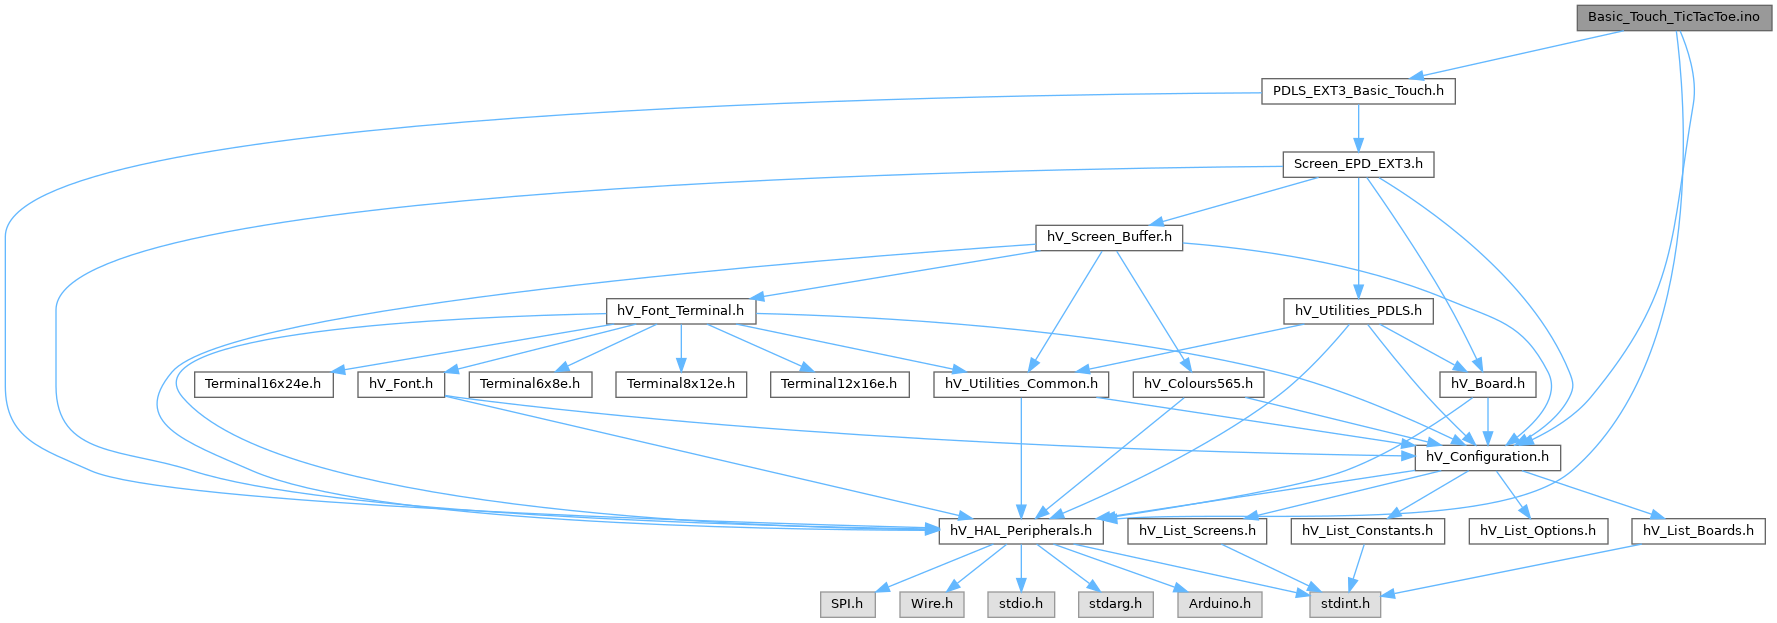 Basic_Touch_TicTacToe.ino
PDLS_EXT3_Basic_Touch.h
Screen_EPD_EXT3.h
hV_Screen_Buffer.h
hV_Font_Terminal.h
hV_Utilities_PDLS.h
Terminal16x24e.h
hV_Font.h
Terminal6x8e.h
Terminal8x12e.h
Terminal12x16e.h
hV_Utilities_Common.h
hV_Colours565.h
hV_Board.h
hV_Configuration.h
hV_HAL_Peripherals.h
hV_List_Screens.h
hV_List_Constants.h
hV_List_Options.h
hV_List_Boards.h
SPI.h
Wire.h
stdio.h
stdarg.h
Arduino.h
stdint.h